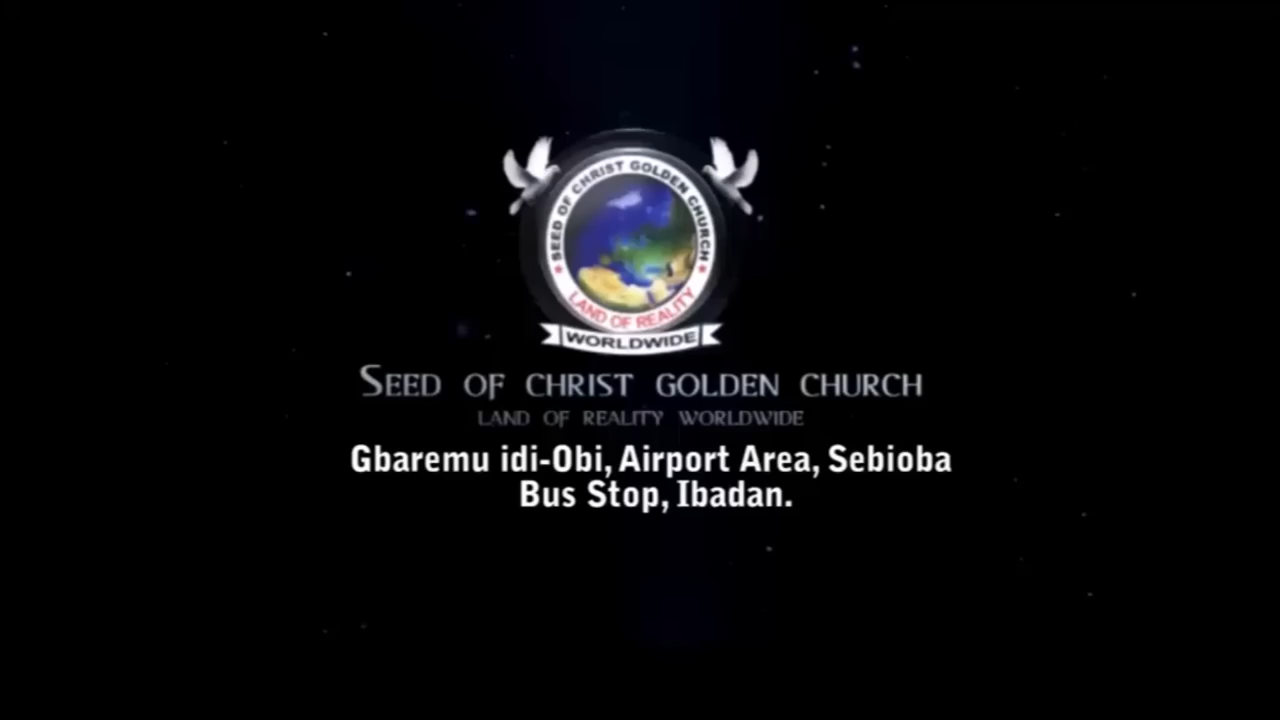 SEED OF CHRIST GOLDEN CHURCH
LAND OF REALITY
WORLDWIDE
SEED OF CHRIST GOLDEN CHURCH
LAND OF REALITY WORLDWIDE
Gbaremu idi-Obi, Airport Area, Sebioba
Bus Stop, Ibadan.